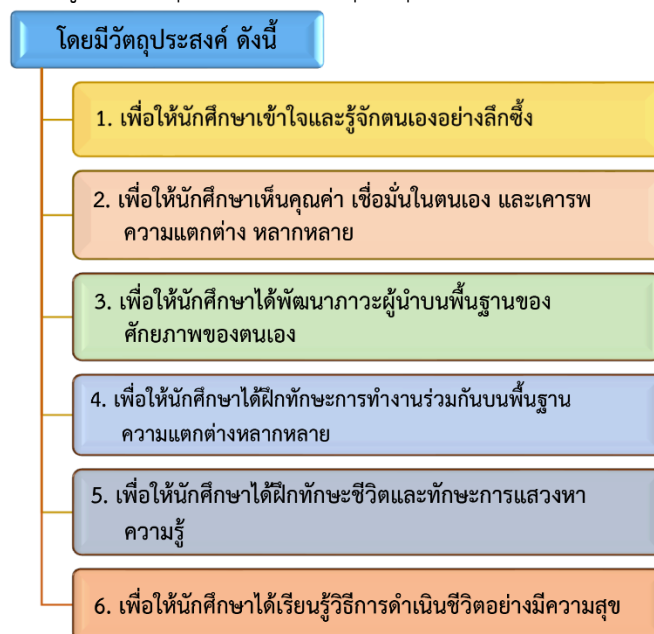 โดยมีวัตถุประสงค์ ดังนี้
1. เพื่อให้นักศึกษาเข้าใจและรู้จักตนเองอย่างลึกซึ้ง
2. เพื่อให้นักศึกษาเห็นคุณค่า เชื่อมั่นในตนเอง และเคารพ
ความแตกต่าง หลากหลาย
3. เพื่อให้นักศึกษาได้พัฒนาภาวะผู้นำบนพื้นฐานของ
ศักยภาพของตนเอง
4. เพื่อให้นักศึกษาได้ฝึกทักษะการทำงานร่วมกันบนพื้นฐาน
ความแตกต่างหลากหลาย
5. เพื่อให้นักศึกษาได้ฝึกทักษะชีวิตและทักษะการแสวงหา
ความรู้
6. เพื่อให้นักศึกษาได้เรียนรู้วิธีการดำเนินชีวิตอย่างมีความสุข